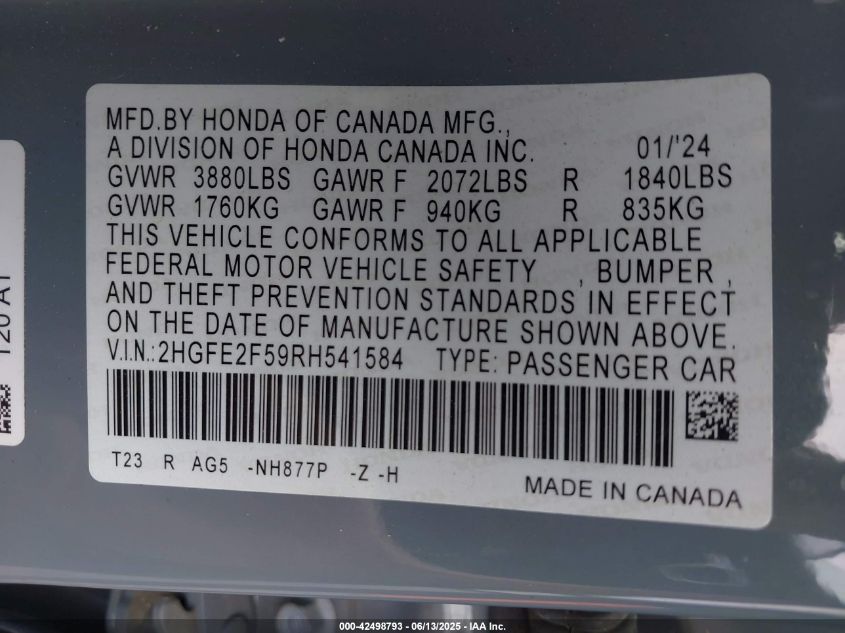 MFD.BY HONDA OF CANADA MFG.,
A DIVISION OF HONDA CANADA INC. 01/'24
GVWR 3880LBS GAWR F 2072LBS R 1840LBS
GVWR 1760KG GAWR F 940KG R 835KG
THIS VEHICLE CONFORMS TO ALL APPLICABLE
FEDERAL MOTOR VEHICLE SAFETY , BUMPER ,
AND THEFT PREVENTION STANDARDS IN EFFECT
ON THE DATE OF MANUFACTURE SHOWN ABOVE.
V.I.N.:2HGFE2F59RH541584 TYPE: PASSENGER CAR
T23 R AG5 -NH877P -Z -H
MADE IN CANADA
120 A1
000-42498793 - 06/13/2025 - IAA Inc.